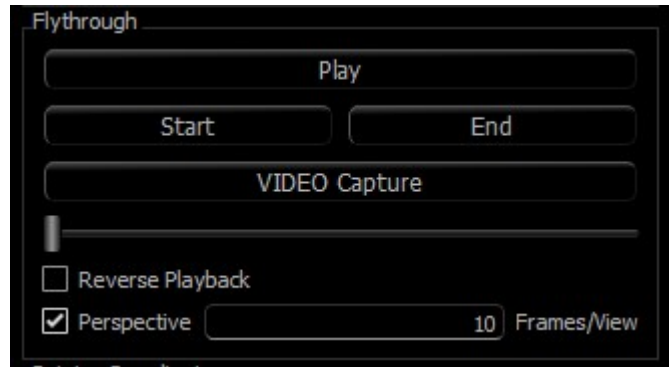 Flythrough
Play
Start End
VIDEO Capture
Reverse Playback
Perspective 10 Frames/View